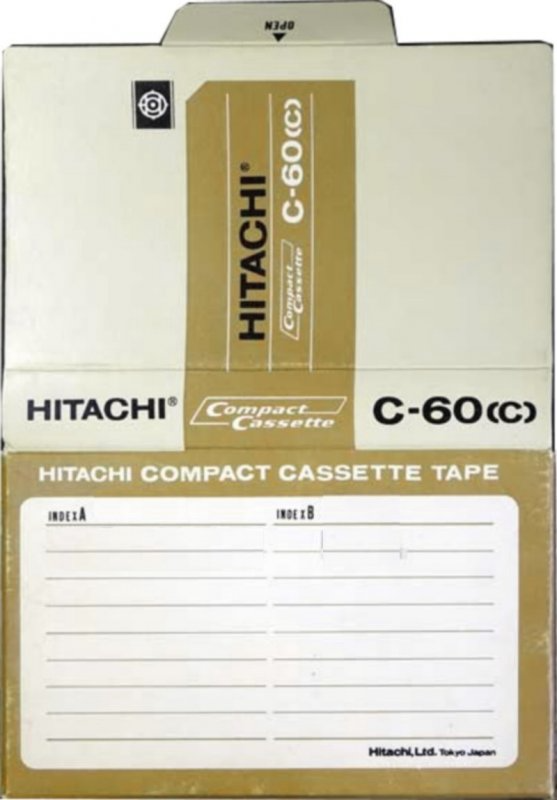 OPEN
HITACHI®
Compact Cassette
C-60(C)
HITACHI®
Compact
Cassette
C-60(C)
HITACHI COMPACT CASSETTE TAPE
INDEX A
INDEX B
Hitachi, Ltd. Tokyo Japan